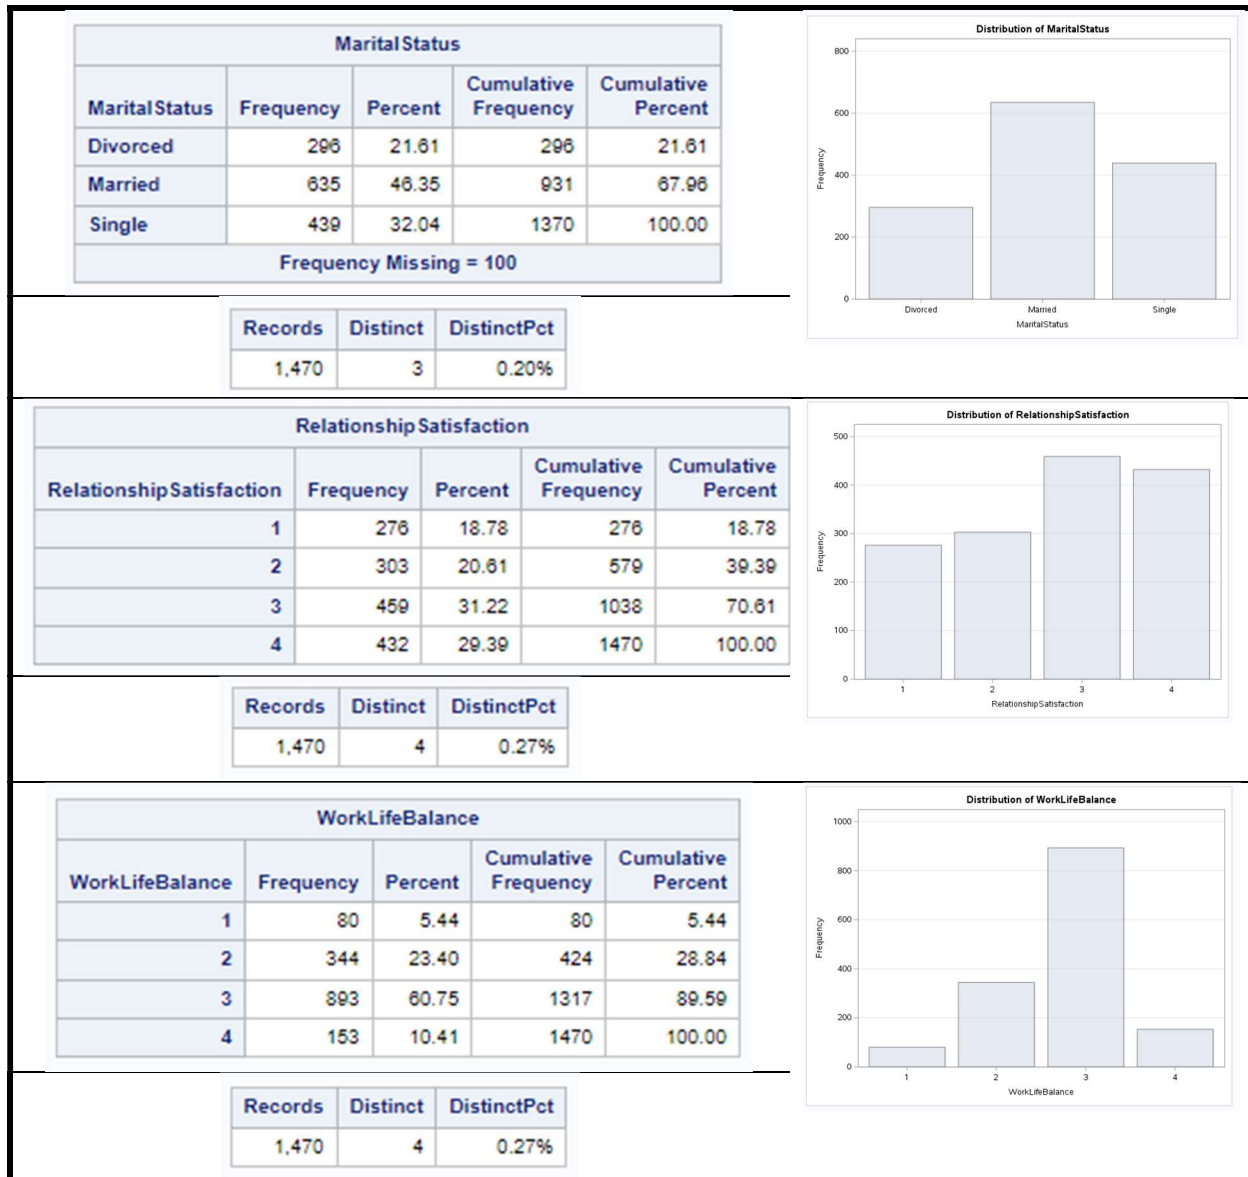 MaritalStatus
MaritalStatus Frequency Percent Cumulative Frequency Cumulative Percent
Divorced 296 21.61 296 21.61
Married 635 46.35 931 67.96
Single 439 32.04 1370 100.00
Frequency Missing = 100
Distribution of MaritalStatus
800
600
400
200
0
Frequency
Divorced Married Single
MaritalStatus
Records Distinct DistinctPct
1,470 3 0.20%
RelationshipSatisfaction
RelationshipSatisfaction Frequency Percent Cumulative Frequency Cumulative Percent
1 276 18.78 276 18.78
2 303 20.61 579 39.39
3 459 31.22 1038 70.61
4 432 29.39 1470 100.00
Distribution of RelationshipSatisfaction
500
400
300
200
100
0
Frequency
1 2 3 4
RelationshipSatisfaction
Records Distinct DistinctPct
1,470 4 0.27%
WorkLifeBalance
WorkLifeBalance Frequency Percent Cumulative Frequency Cumulative Percent
1 80 5.44 80 5.44
2 344 23.40 424 28.84
3 893 60.75 1317 89.59
4 153 10.41 1470 100.00
Distribution of WorkLifeBalance
1000
800
600
400
200
0
Frequency
1 2 3 4
WorkLifeBalance
Records Distinct DistinctPct
1,470 4 0.27%